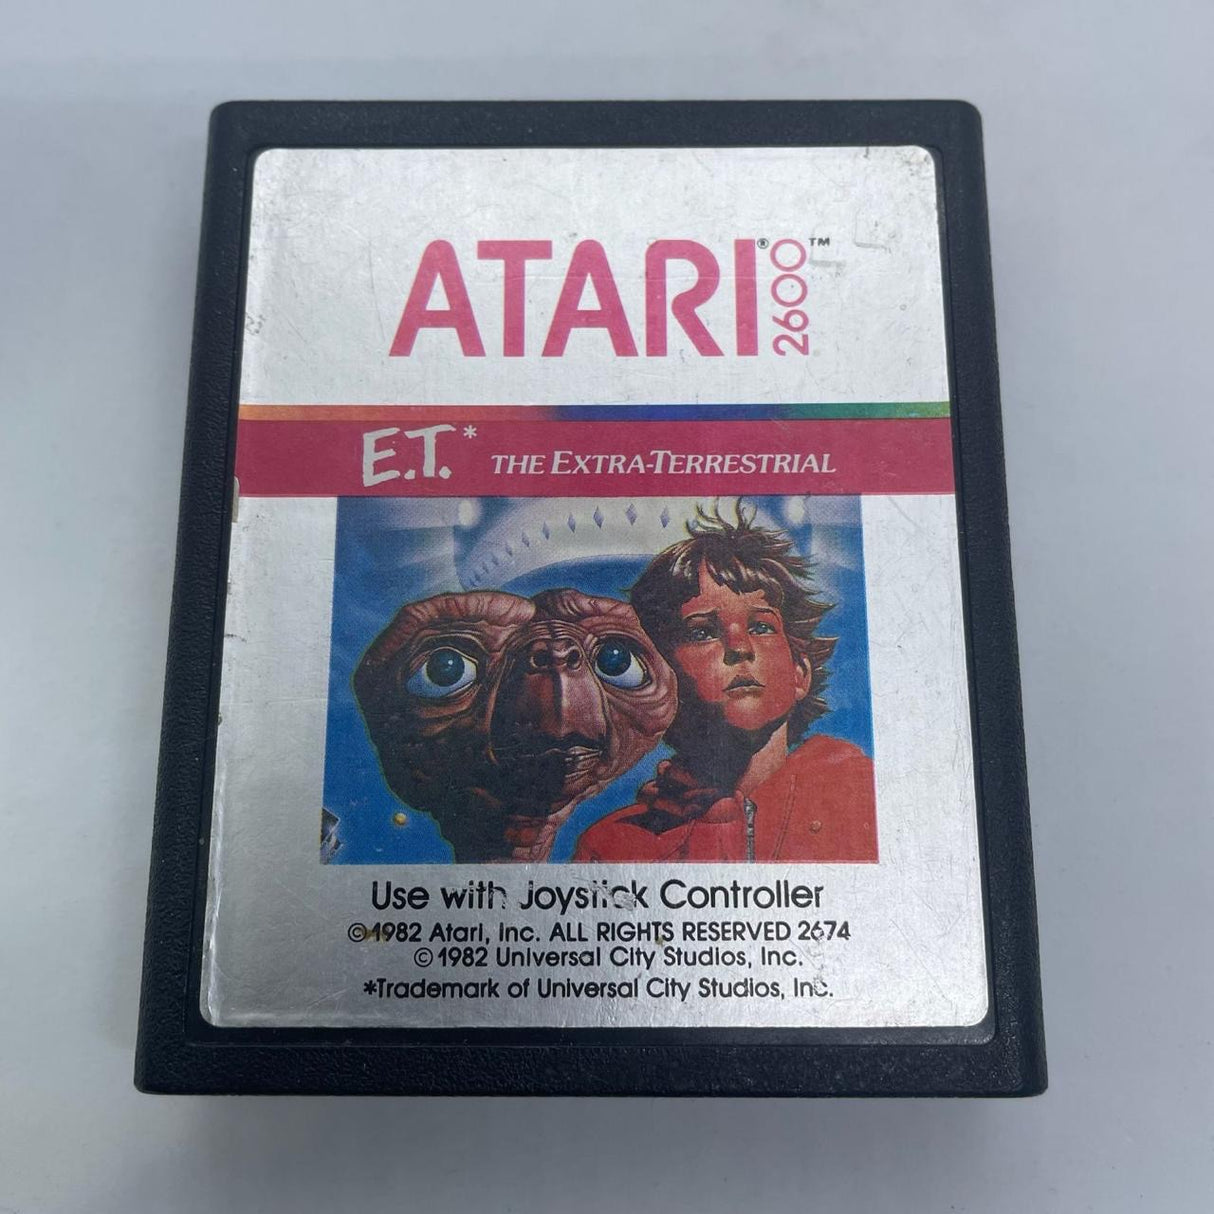 ATARI® 2600™
E.T.* THE EXTRA-TERRESTRIAL
Use with Joystick Controller
©1982 Atari, Inc. ALL RIGHTS RESERVED 2674
©1982 Universal City Studios, Inc.
*Trademark of Universal City Studios, Inc.